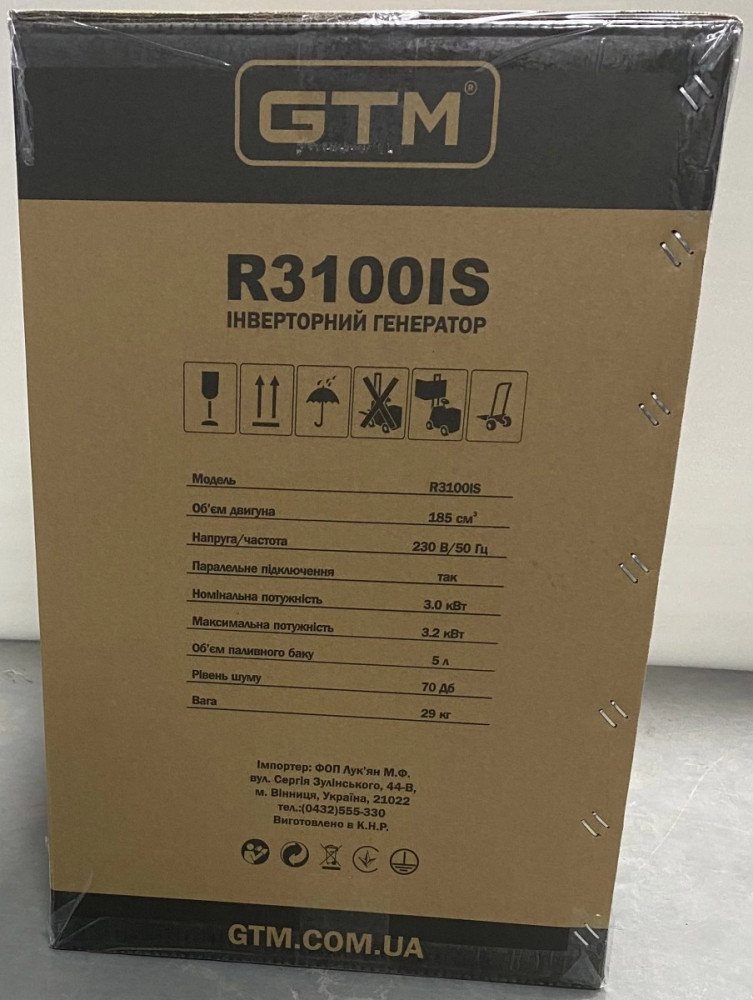 GTM®
R3100IS
ІНВЕРТОРНИЙ ГЕНЕРАТОР
Модель R3100IS
Об'єм двигуна 185 см³
Напруга/частота 230 В/50 Гц
Паралельне підключення так
Номінальна потужність 3.0 кВт
Максимальна потужність 3.2 кВт
Об'єм паливного баку 5 л
Рівень шуму 70 Дб
Вага 29 кг
Імпортер: ФОП Лук'ян М.Ф.
вул. Сергія Зулінського, 44-В,
м. Вінниця, Україна, 21022
тел.:(0432)555-330
Виготовлено в К.Н.Р.
GTM.COM.UA